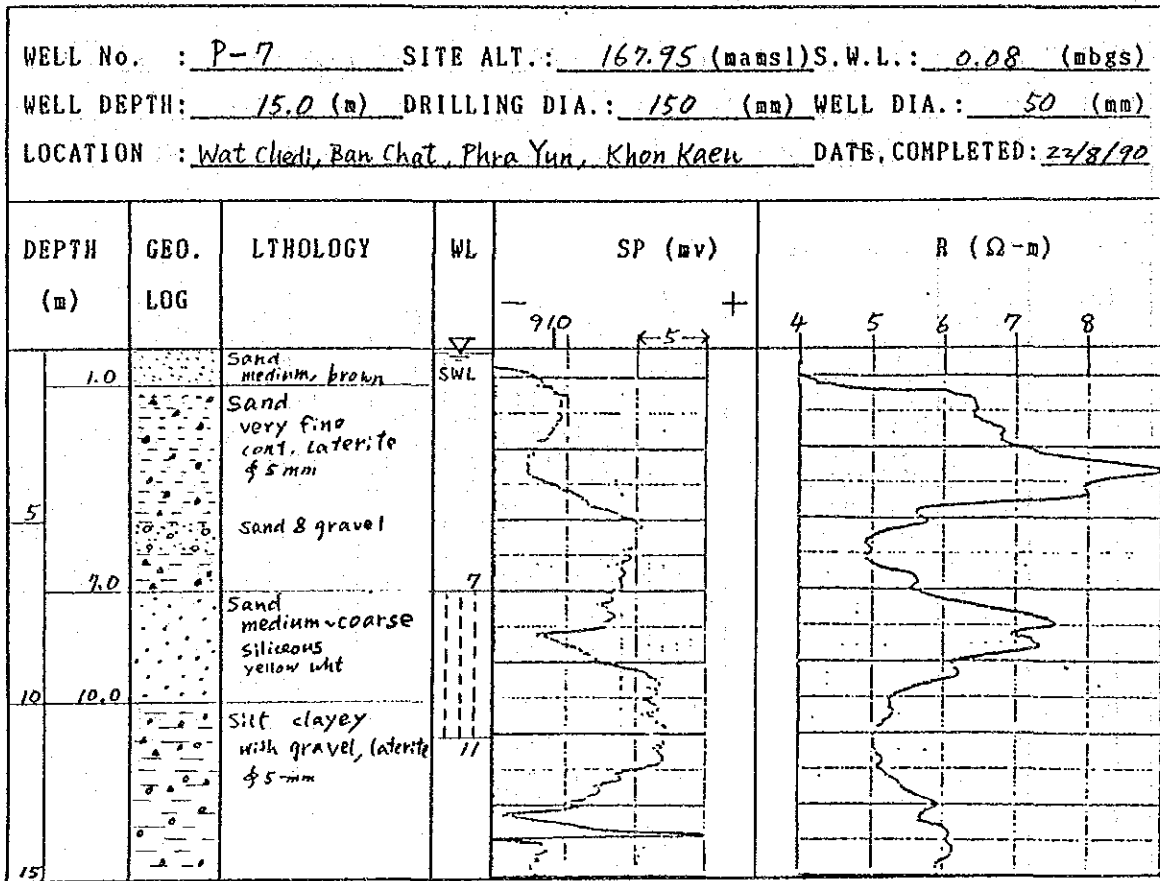 WELL No. : P-7 SITE ALT.: 167.95 (mamsl) S.W.L.: 0.08 (mbgs)
WELL DEPTH: 15.0 (m) DRILLING DIA.: 150 (mm) WELL DIA.: 50 (mm)
LOCATION : Wat Chedi, Ban Chat, Phra Yun, Khon Kaen DATE, COMPLETED: 22/8/90
DEPTH GEO. LTHOLOGY WL SP (mv) R (Ω-m)
(m) LOG
- +
910 5 4 5 6 7 8
Sand
medium, brown
SWL
1.0
Sand
very fine
cont. laterite
φ 5 mm
5
Sand & gravel
7.0 7
Sand
medium~coarse
siliceous
yellow wht
10 10.0
Silt clayey
with gravel, laterite 11
φ 5-mm
15